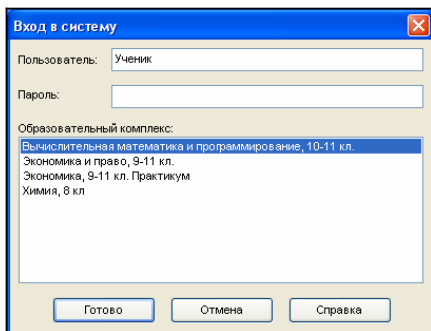 Вход в систему
Пользователь: Ученик
Пароль:
Образовательный комплекс:
Вычислительная математика и программирование, 10-11 кл.
Экономика и право, 9-11 кл.
Экономика, 9-11 кл. Практикум
Химия, 8 кл
Готово Отмена Справка